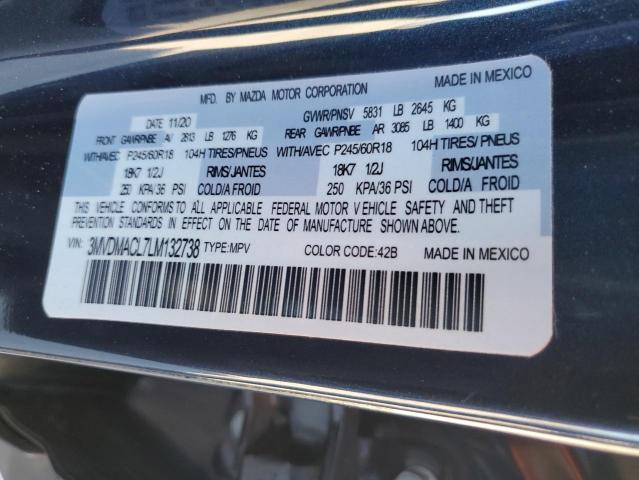 MFD. BY MAZDA MOTOR CORPORATION MADE IN MEXICO
DATE 11/20 GVWR/PNSV 5831 LB 2645 KG
FRONT GAWR/PNBE AV 2813 LB 1276 KG REAR GAWR/PNBE AR 3085 LB 1400 KG
WITH/AVEC P245/60R18 104H TIRES/PNEUS WITH/AVEC P245/60R18 104H TIRES/PNEUS
18X7 1/2J RIMS/JANTES 18X7 1/2J RIMS/JANTES
250 KPA/36 PSI COLD/A FROID 250 KPA/36 PSI COLD/A FROID
THIS VEHICLE CONFORMS TO ALL APPLICABLE FEDERAL MOTOR VEHICLE SAFETY AND THEFT
PREVENTION STANDARDS IN EFFECT ON THE DATE OF MANUFACTURE SHOWN ABOVE.
VIN: 3MVDMACL7LM132738 TYPE:MPV COLOR CODE:42B MADE IN MEXICO